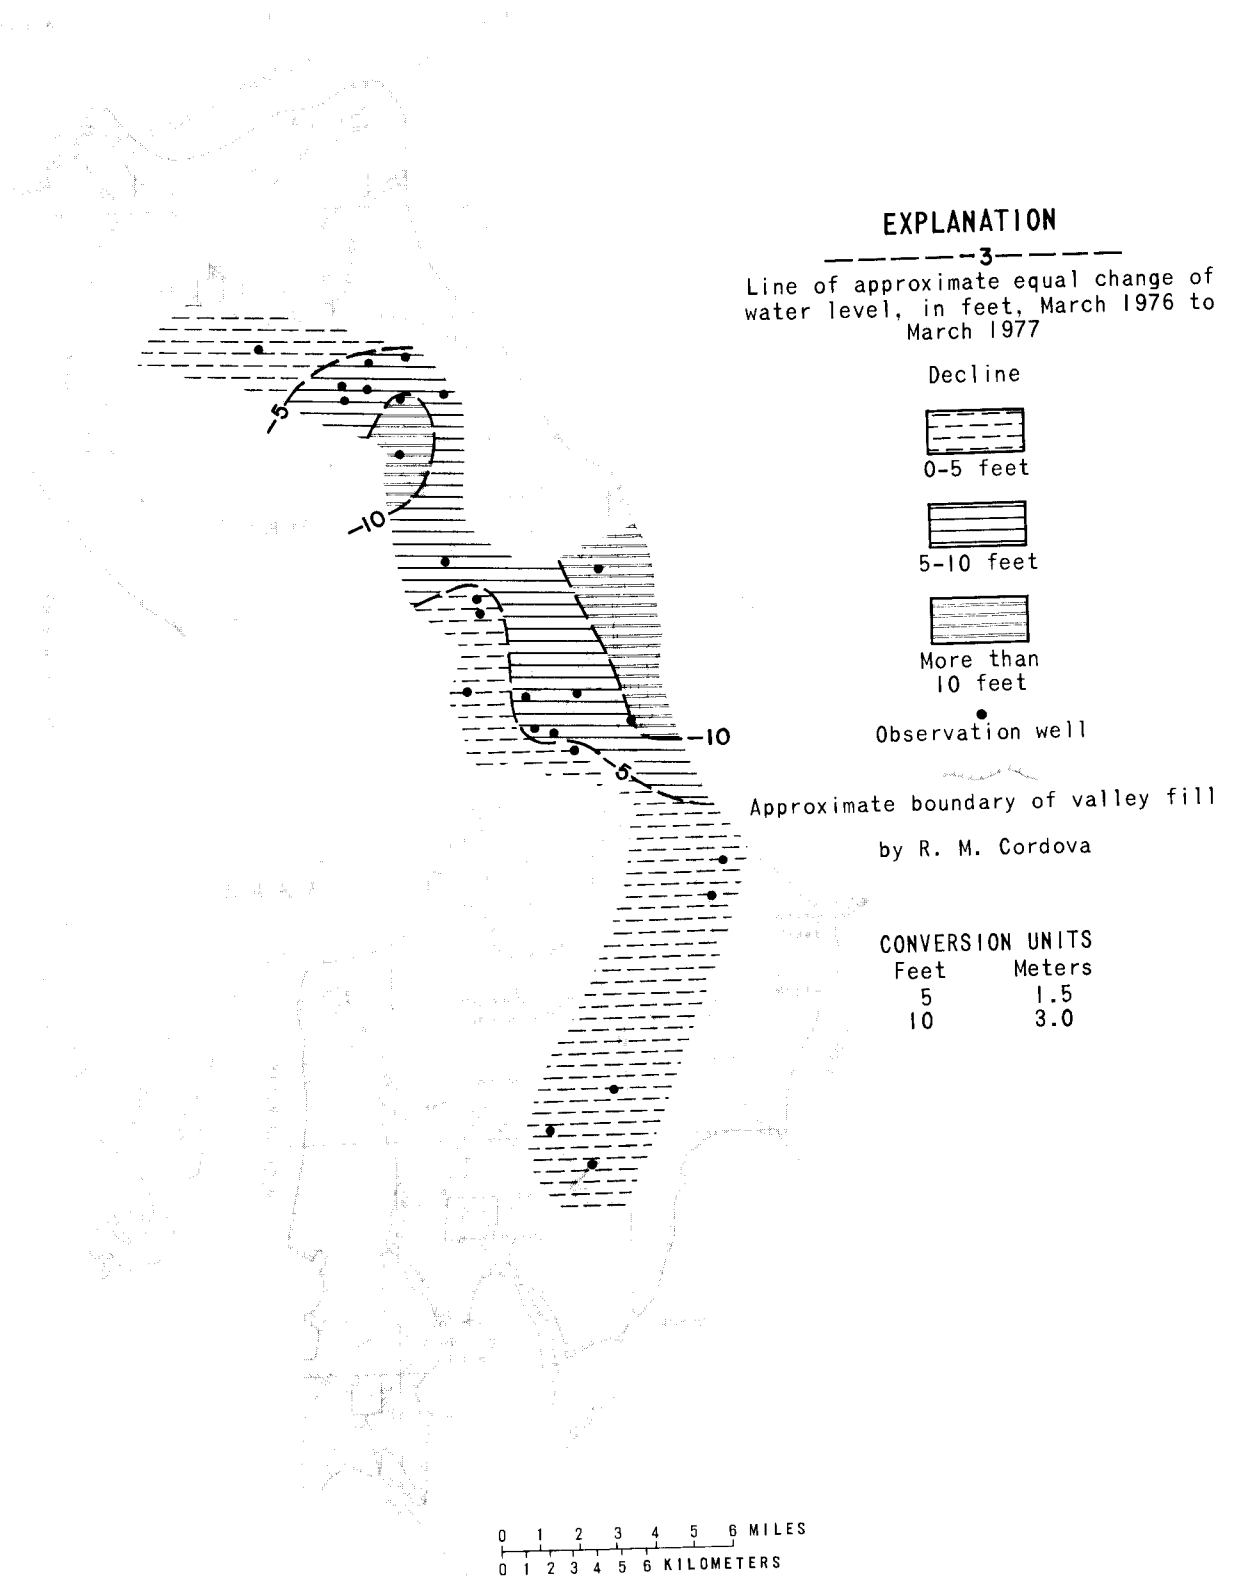 EXPLANATION
3
Line of approximate equal change of
water level, in feet, March 1976 to
March 1977
Decline
0-5 feet
5-10 feet
More than
10 feet
Observation well
Approximate boundary of valley fill
by R. M. Cordova
CONVERSION UNITS
Feet Meters
5 1.5
10 3.0
-5
-10
-10
5
0 1 2 3 4 5 6 MILES
0 1 2 3 4 5 6 KILOMETERS